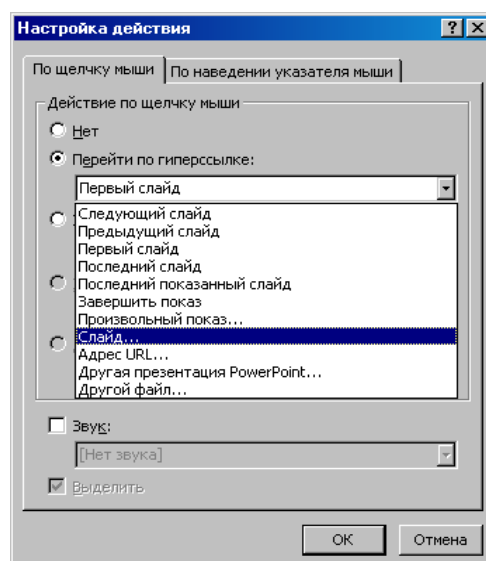 Настройка действия
По щелчку мыши По наведении указателя мыши
Действие по щелчку мыши
Нет
Перейти по гиперссылке:
Первый слайд
Следующий слайд
Предыдущий слайд
Первый слайд
Последний слайд
Последний показанный слайд
Завершить показ
Произвольный показ...
Слайд...
Адрес URL...
Другая презентация PowerPoint...
Другой файл...
Звук:
[Нет звука]
Выделить
ОК Отмена